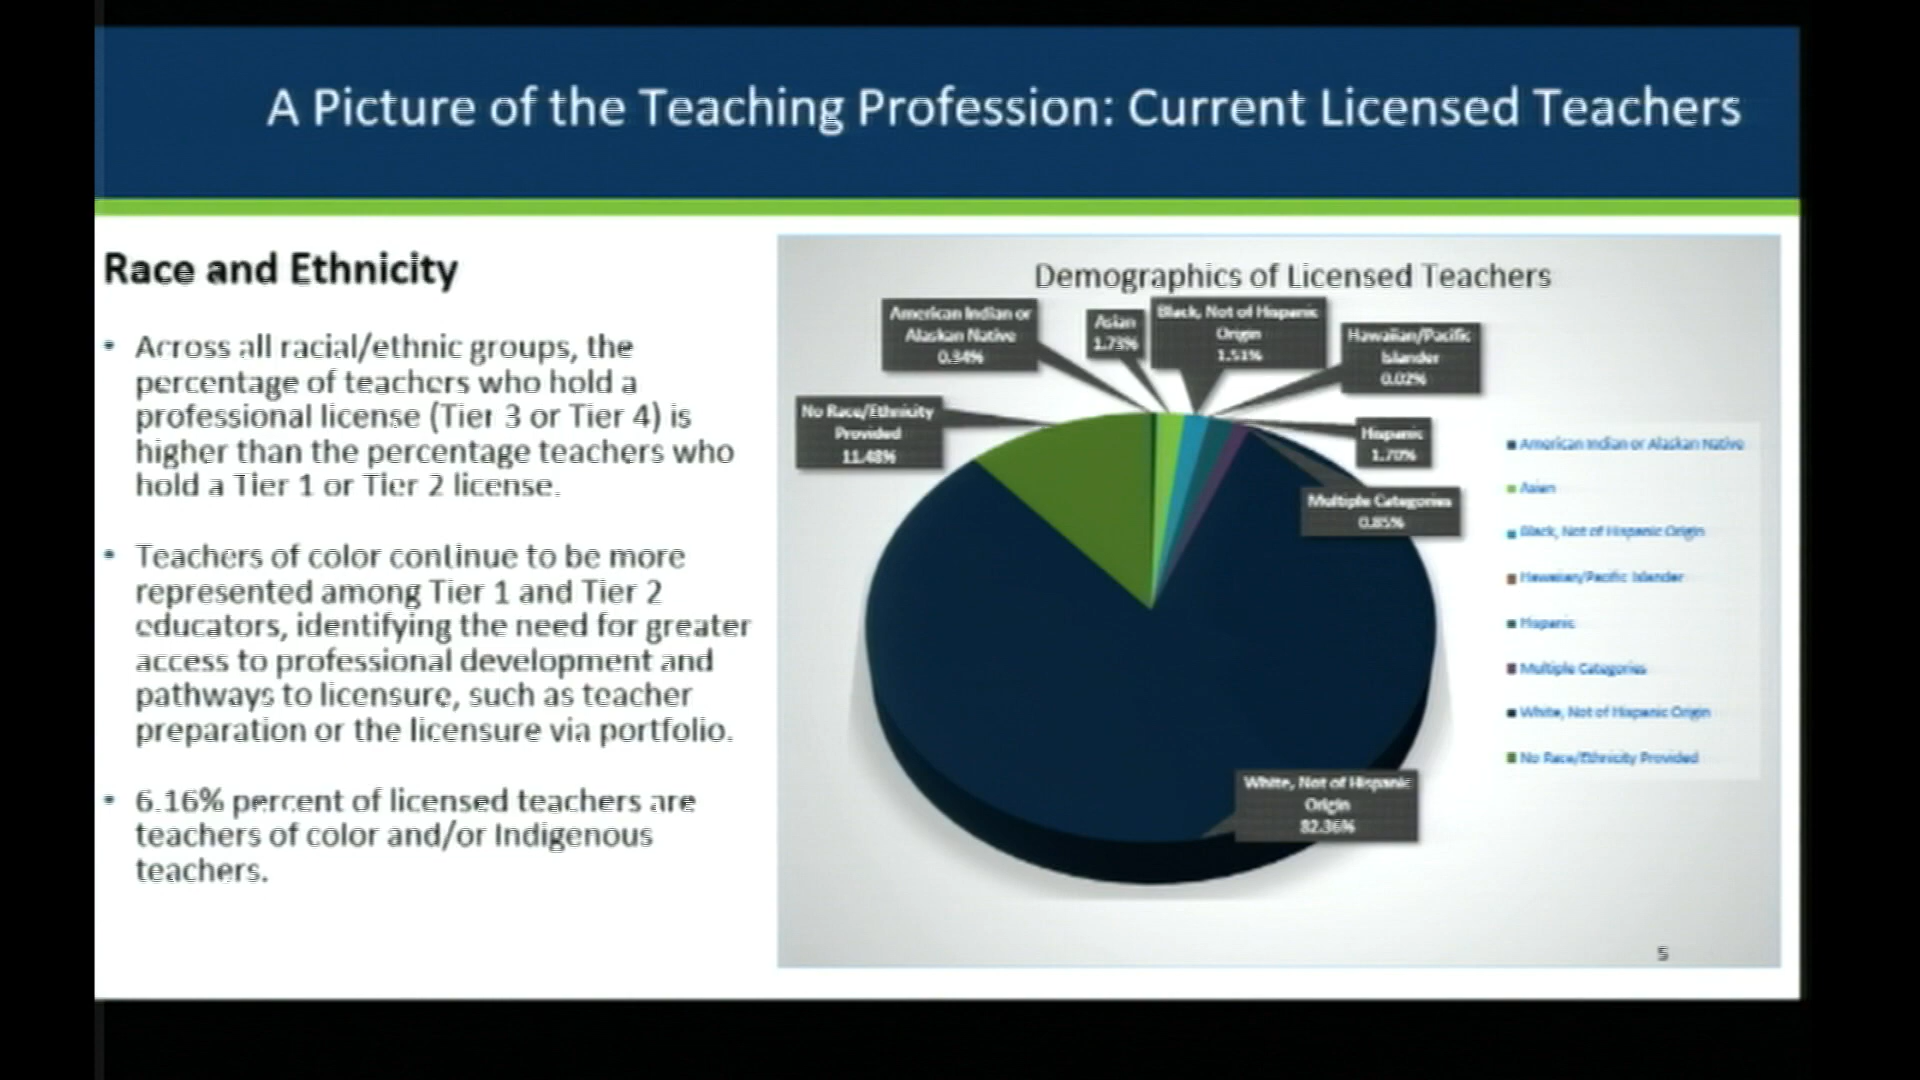 A Picture of the Teaching Profession: Current Licensed Teachers
Race and Ethnicity
• Across all racial/ethnic groups, the
percentage of teachers who hold a
professional license (Tier 3 or Tier 4) is
higher than the percentage teachers who
hold a Tier 1 or Tier 2 license.
• Teachers of color continue to be more
represented among Tier 1 and Tier 2
educators, identifying the need for greater
access to professional development and
pathways to licensure, such as teacher
preparation or the licensure via portfolio.
• 6.16% percent of licensed teachers are
teachers of color and/or Indigenous
teachers.
Demographics of Licensed Teachers
American Indian or
Alaskan Native
0.34%
Asian
1.73%
Black, Not of Hispanic
Origin
1.51%
Hawaiian/Pacific
Islander
0.02%
No Race/Ethnicity
Provided
11.48%
Hispanic
1.70%
Multiple Categories
0.85%
White, Not of Hispanic
Origin
82.36%
American Indian or Alaskan Native
Asian
Black, Not of Hispanic Origin
Hawaiian/Pacific Islander
Hispanic
Multiple Categories
White, Not of Hispanic Origin
No Race/Ethnicity Provided
5